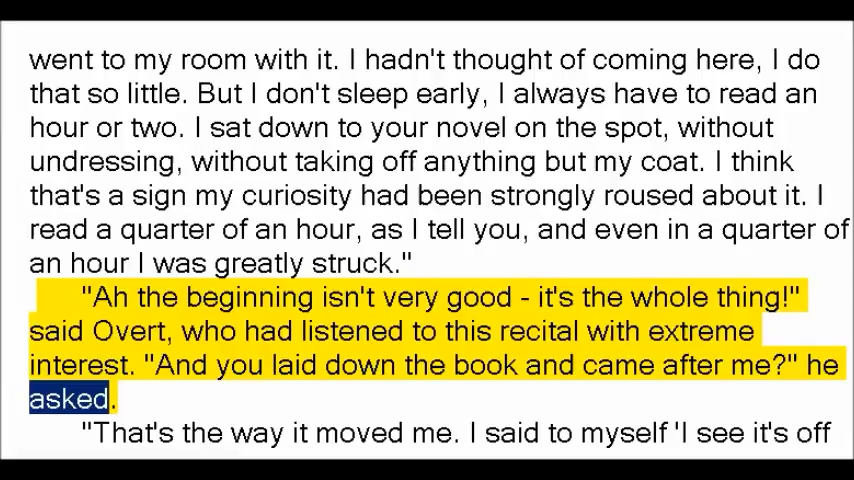 went to my room with it. I hadn't thought of coming here, I do
that so little. But I don't sleep early, I always have to read an
hour or two. I sat down to your novel on the spot, without
undressing, without taking off anything but my coat. I think
that's a sign my curiosity had been strongly roused about it. I
read a quarter of an hour, as I tell you, and even in a quarter of
an hour I was greatly struck."
"Ah the beginning isn't very good - it's the whole thing!"
said Overt, who had listened to this recital with extreme
interest. "And you laid down the book and came after me?" he
asked.
"That's the way it moved me. I said to myself 'I see it's off